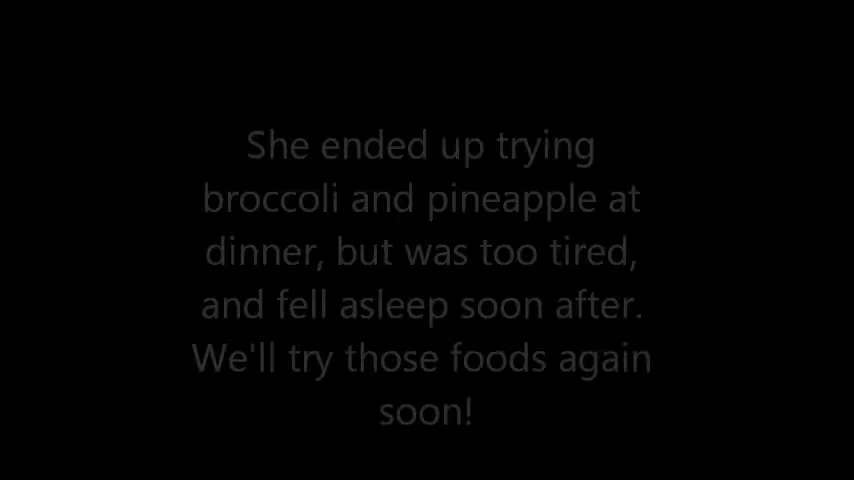 She ended up trying
broccoli and pineapple at
dinner, but was too tired,
and fell asleep soon after.
We'll try those foods again
soon!